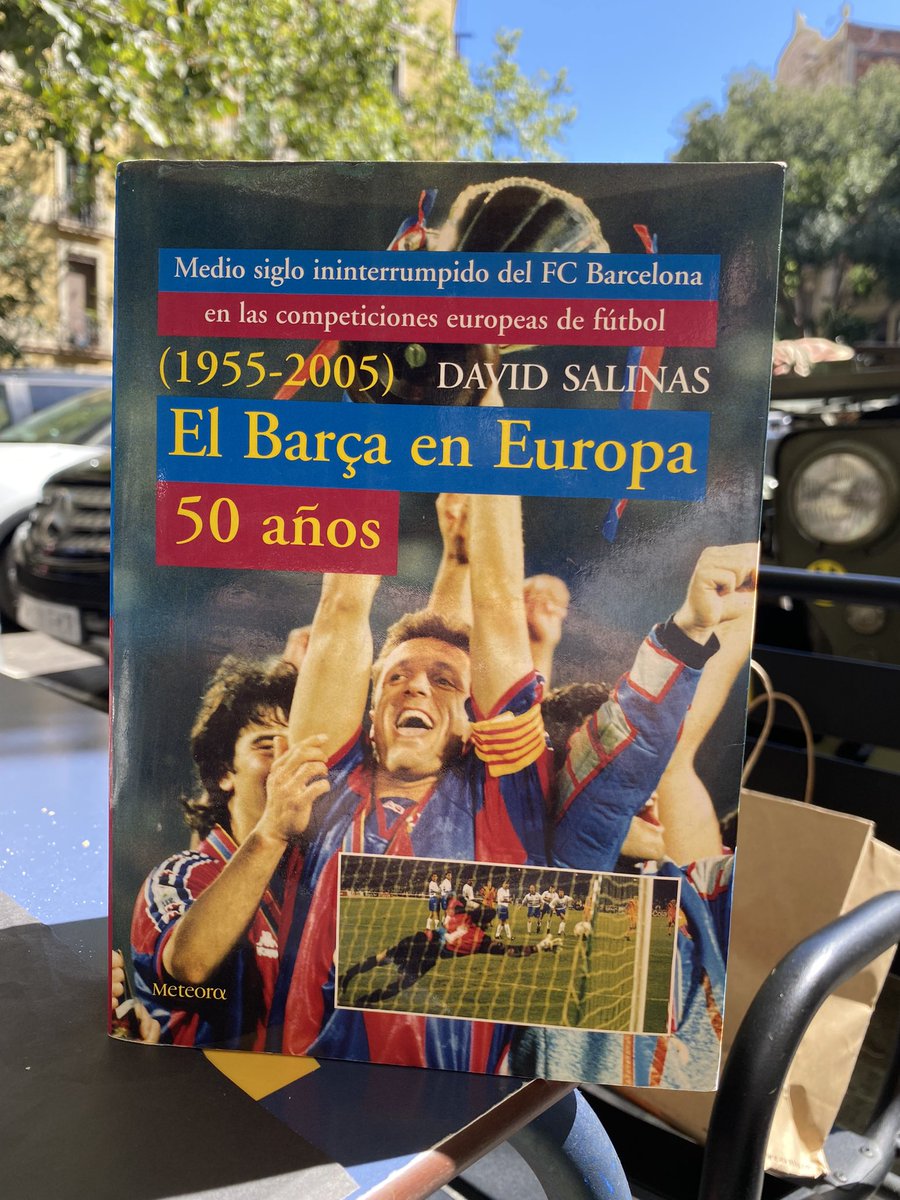 Medio siglo ininterrumpido del FC Barcelona
en las competiciones europeas de fútbol
(1955-2005) DAVID SALINAS
El Barça en Europa
50 años
Meteora